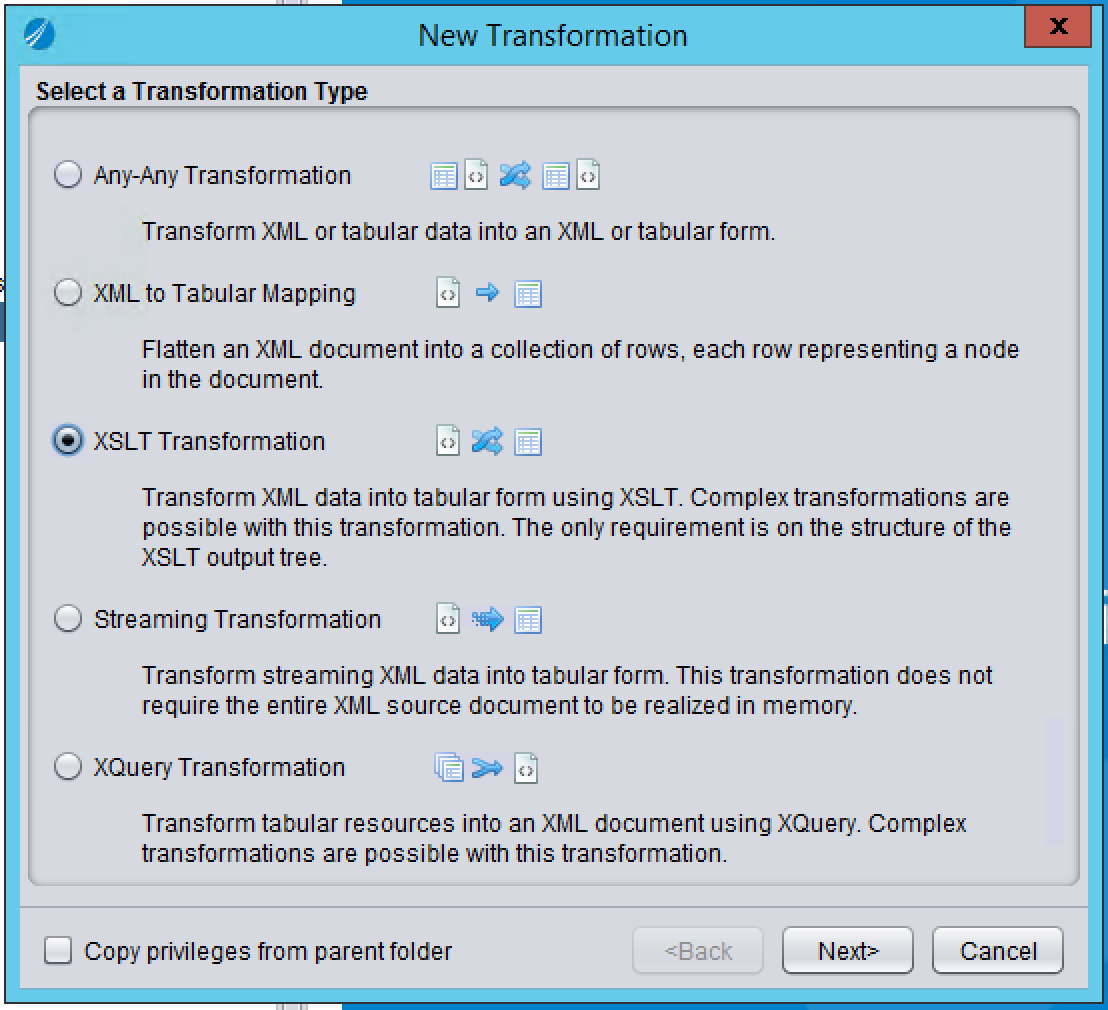 New Transformation
x
Select a Transformation Type
Any-Any Transformation
Transform XML or tabular data into an XML or tabular form.
XML to Tabular Mapping
Flatten an XML document into a collection of rows, each row representing a node
in the document.
XSLT Transformation
Transform XML data into tabular form using XSLT. Complex transformations are
possible with this transformation. The only requirement is on the structure of the
XSLT output tree.
Streaming Transformation
Transform streaming XML data into tabular form. This transformation does not
require the entire XML source document to be realized in memory.
XQuery Transformation
Transform tabular resources into an XML document using XQuery. Complex
transformations are possible with this transformation.
Copy privileges from parent folder
<Back
Next>
Cancel